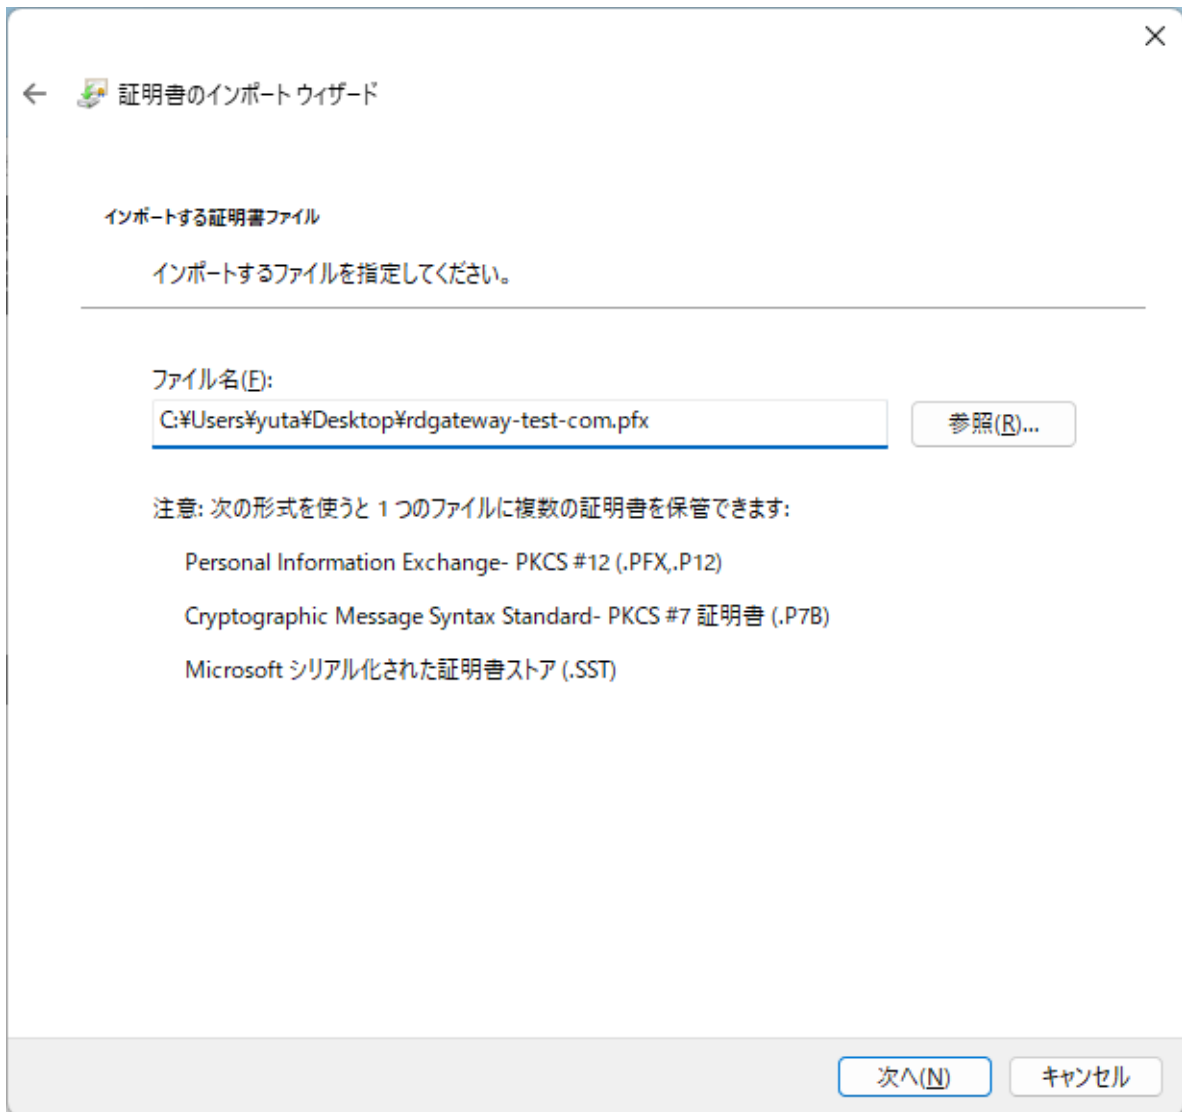 証明書のインポート ウィザード
インポートする証明書ファイル
インポートするファイルを指定してください。
ファイル名(F):
C:¥Users¥yuta¥Desktop¥rdgateway-test-com.pfx
参照(R)...
注意: 次の形式を使うと 1 つのファイルに複数の証明書を保管できます:
Personal Information Exchange- PKCS #12 (.PFX,.P12)
Cryptographic Message Syntax Standard- PKCS #7 証明書 (.P7B)
Microsoft シリアル化された証明書ストア (.SST)
次へ(N)
キャンセル